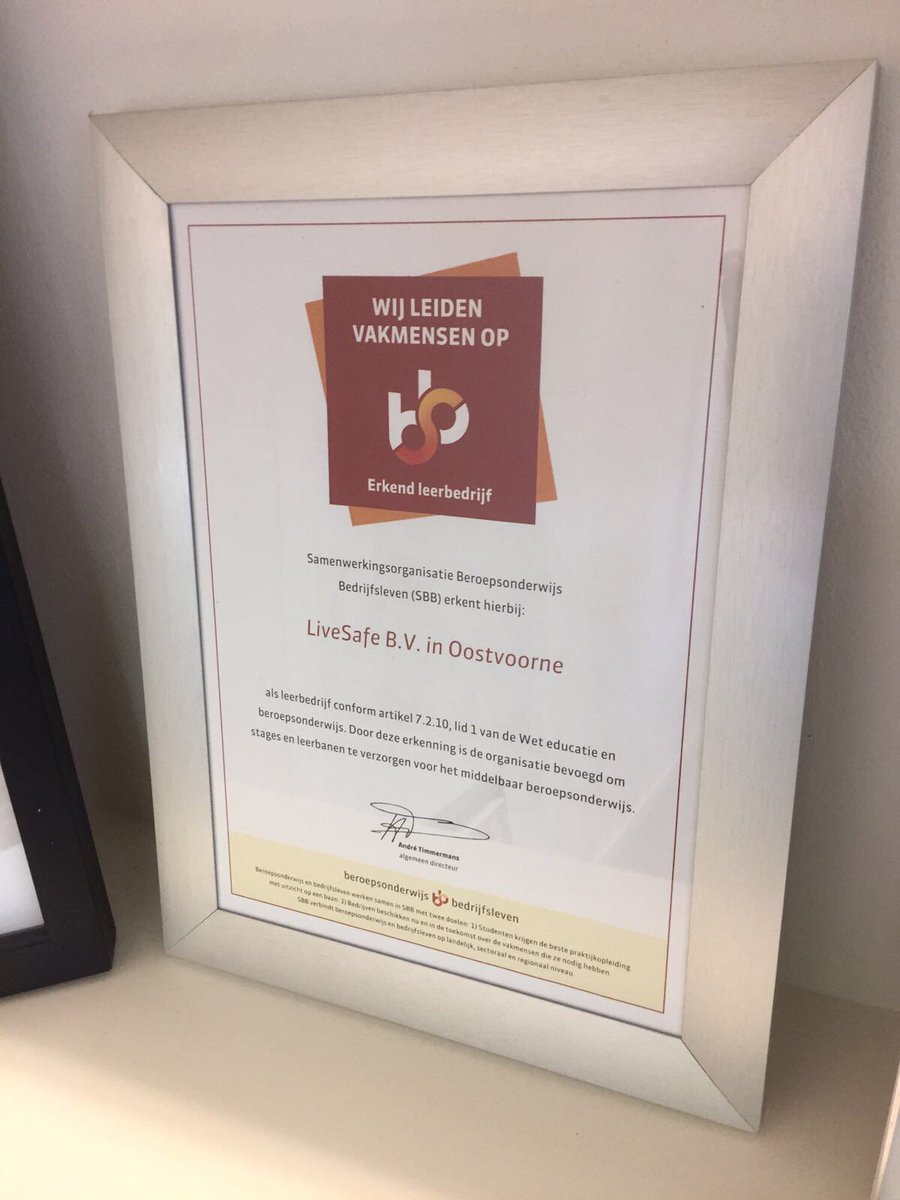 WIJ LEIDEN
VAKMENSEN OP
sbb
Erkend leerbedrijf
Samenwerkingsorganisatie Beroepsonderwijs
Bedrijfsleven (SBB) erkent hierbij:
LiveSafe B.V. in Oostvoorne
als leerbedrijf conform artikel 7.2.10, lid 1 van de Wet educatie en
beroepsonderwijs. Door deze erkenning is de organisatie bevoegd om
stages en leerbanen te verzorgen voor het middelbaar beroepsonderwijs.
André Timmermans
algemeen directeur
beroepsonderwijs sbb bedrijfsleven
Beroepsonderwijs en bedrijfsleven werken samen in SBB met twee doelen: 1) Studenten krijgen de beste praktijkopleiding
met uitzicht op een baan. 2) Bedrijven beschikken nu en in de toekomst over de vakmensen die ze nodig hebben.
SBB verbindt beroepsonderwijs en bedrijfsleven op landelijk, sectoraal en regionaal niveau.